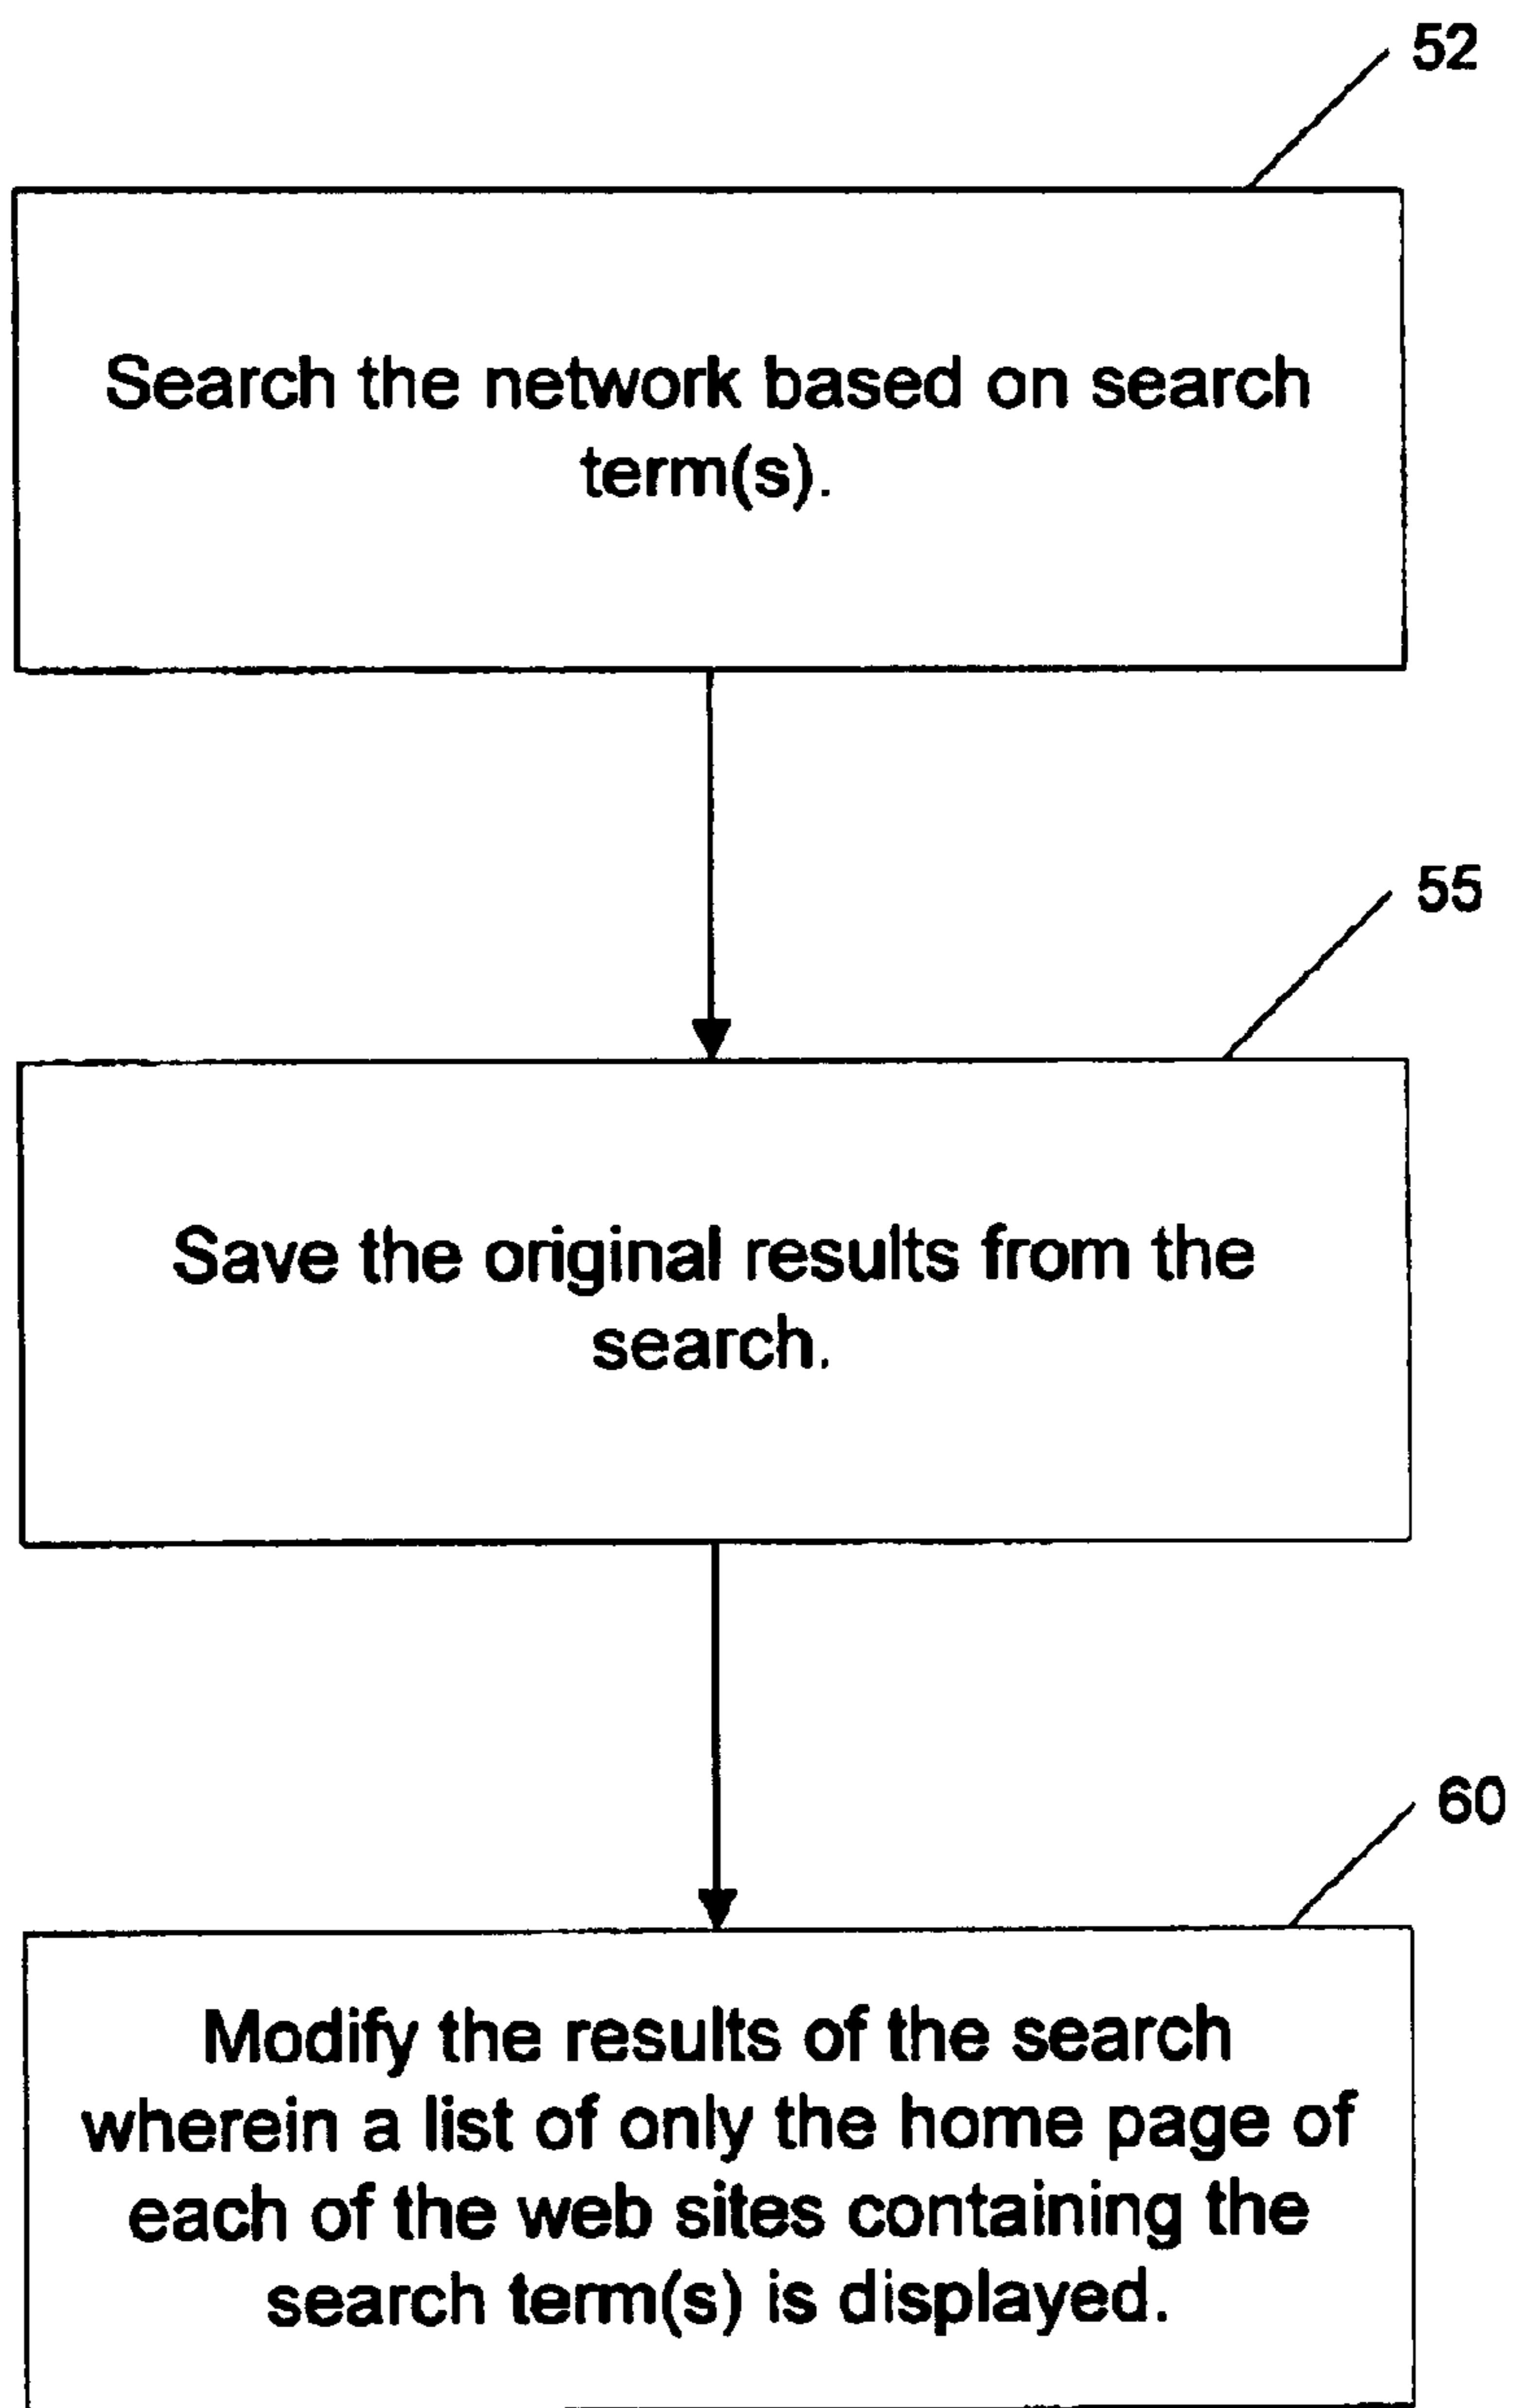 52
Search the network based on search
term(s).
55
Save the original results from the
search.
60
Modify the results of the search
wherein a list of only the home page of
each of the web sites containing the
search term(s) is displayed.